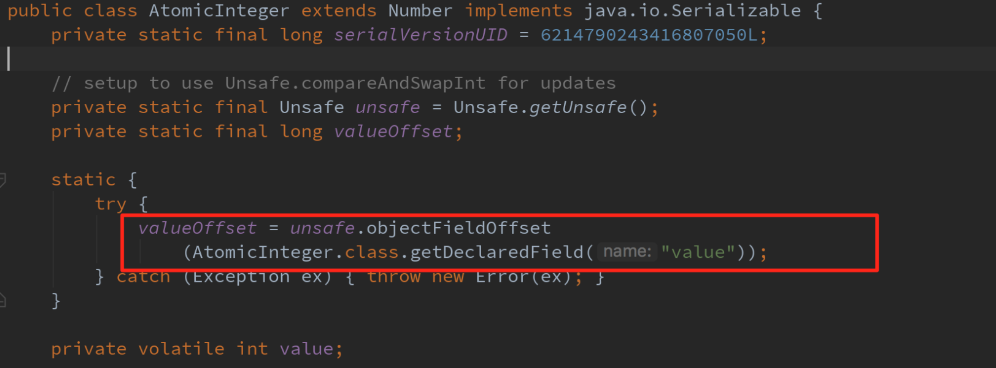 public class AtomicInteger extends Number implements java.io.Serializable {
private static final long serialVersionUID = 6214790243416807050L;
// setup to use Unsafe.compareAndSwapInt for updates
private static final Unsafe unsafe = Unsafe.getUnsafe();
private static final long valueOffset;
static {
try {
valueOffset = unsafe.objectFieldOffset
(AtomicInteger.class.getDeclaredField( name: "value"));
} catch (Exception ex) { throw new Error(ex); }
}
private volatile int value;